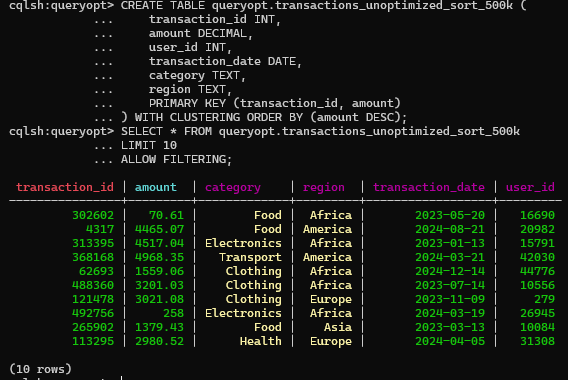 cqlsh:queryopt> CREATE TABLE queryopt.transactions_unoptimized_sort_500k (
... transaction_id INT,
... amount DECIMAL,
... user_id INT,
... transaction_date DATE,
... category TEXT,
... region TEXT,
... PRIMARY KEY (transaction_id, amount)
... ) WITH CLUSTERING ORDER BY (amount DESC);
cqlsh:queryopt> SELECT * FROM queryopt.transactions_unoptimized_sort_500k
... LIMIT 10
... ALLOW FILTERING;
transaction_id | amount | category | region | transaction_date | user_id
302602 | 70.61 | Food | Africa | 2023-05-20 | 16690
4317 | 4465.07 | Food | America | 2024-08-21 | 20982
313395 | 4517.04 | Electronics | Africa | 2023-01-13 | 15791
368168 | 4968.35 | Transport | America | 2024-03-21 | 42030
62693 | 1559.06 | Clothing | Africa | 2024-12-14 | 44776
488360 | 3201.03 | Clothing | Africa | 2023-07-14 | 10556
121478 | 3021.08 | Clothing | Europe | 2023-11-09 | 279
492756 | 258 | Electronics | Africa | 2024-03-19 | 26945
265902 | 1379.43 | Food | Asia | 2023-03-13 | 10084
113295 | 2980.52 | Health | Europe | 2024-04-05 | 31308
(10 rows)